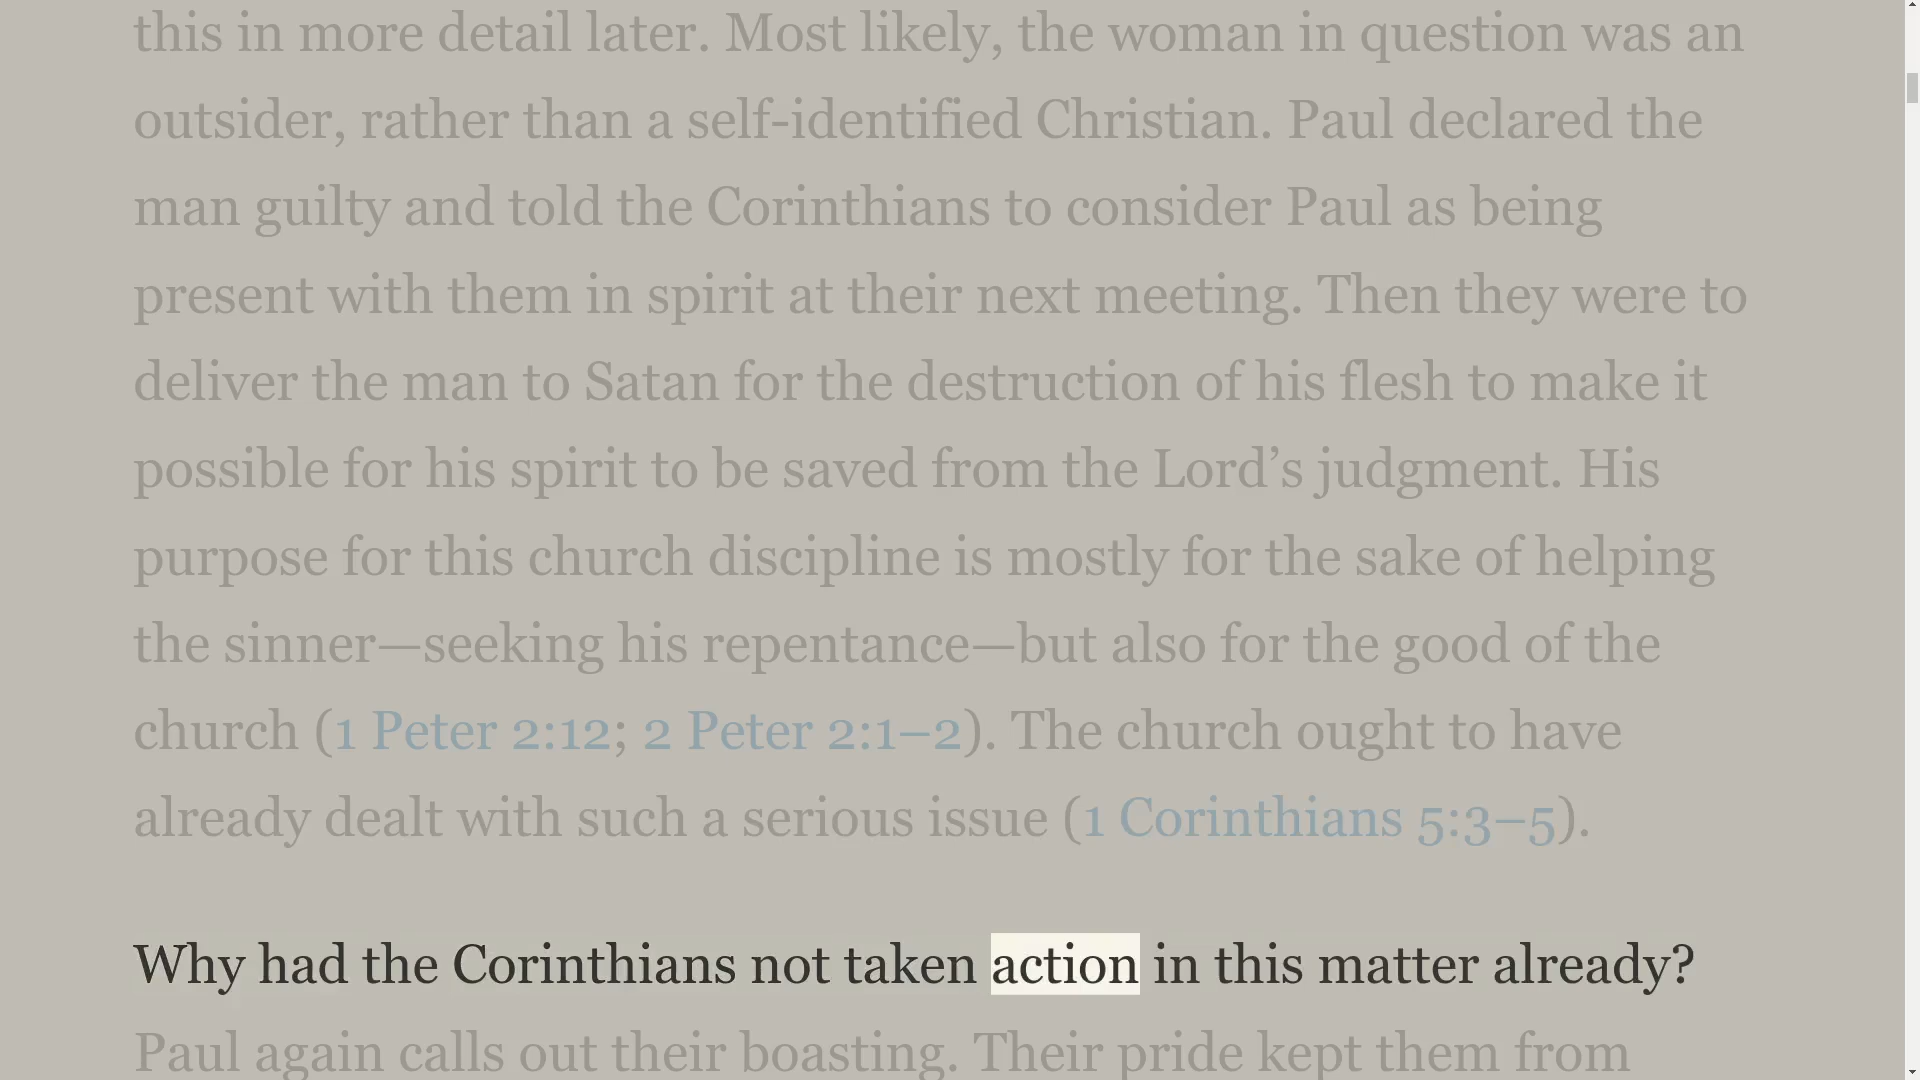 this in more detail later. Most likely, the woman in question was an
outsider, rather than a self-identified Christian. Paul declared the
man guilty and told the Corinthians to consider Paul as being
present with them in spirit at their next meeting. Then they were to
deliver the man to Satan for the destruction of his flesh to make it
possible for his spirit to be saved from the Lord’s judgment. His
purpose for this church discipline is mostly for the sake of helping
the sinner—seeking his repentance—but also for the good of the
church (1 Peter 2:12; 2 Peter 2:1–2). The church ought to have
already dealt with such a serious issue (1 Corinthians 5:3–5).
Why had the Corinthians not taken action in this matter already?
Paul again calls out their boasting. Their pride kept them from